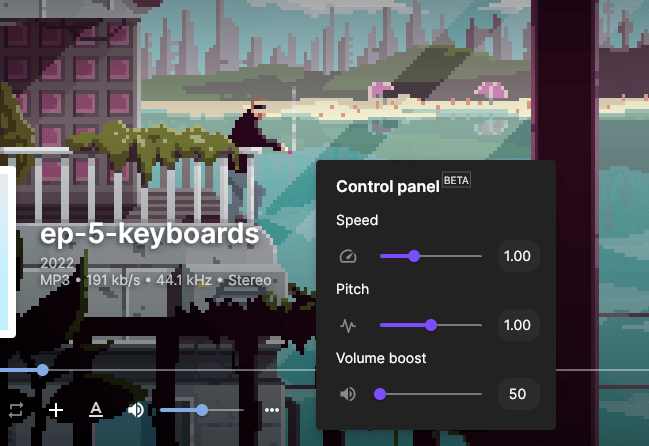 Control panel BETA
Speed
1.00
Pitch
1.00
Volume boost
50
ep-5-keyboards
2022
MP3 • 191 kb/s • 44.1 kHz • Stereo
A